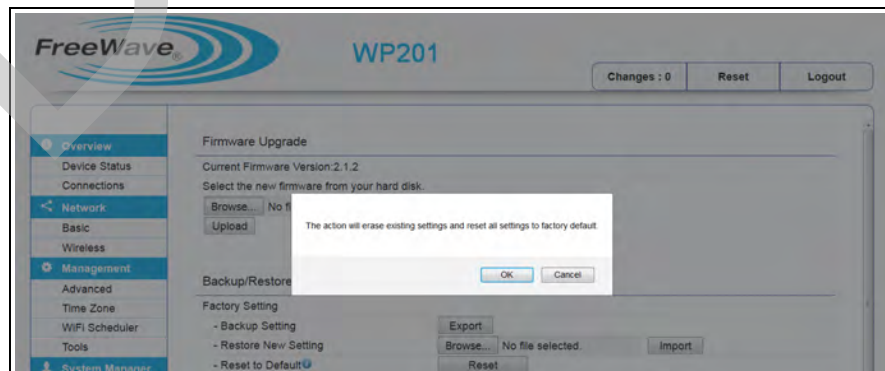 FreeWave®
WP201
Changes : 0 Reset Logout
Overview
Device Status
Connections
Network
Basic
Wireless
Management
Advanced
Time Zone
WiFi Scheduler
Tools
System Manager
Firmware Upgrade
Current Firmware Version:2.1.2
Select the new firmware from your hard disk.
Browse... No fi
Upload
The action will erase existing settings and reset all settings to factory default.
OK Cancel
Backup/Restore
Factory Setting
- Backup Setting Export
- Restore New Setting Browse... No file selected. Import
- Reset to Default Reset